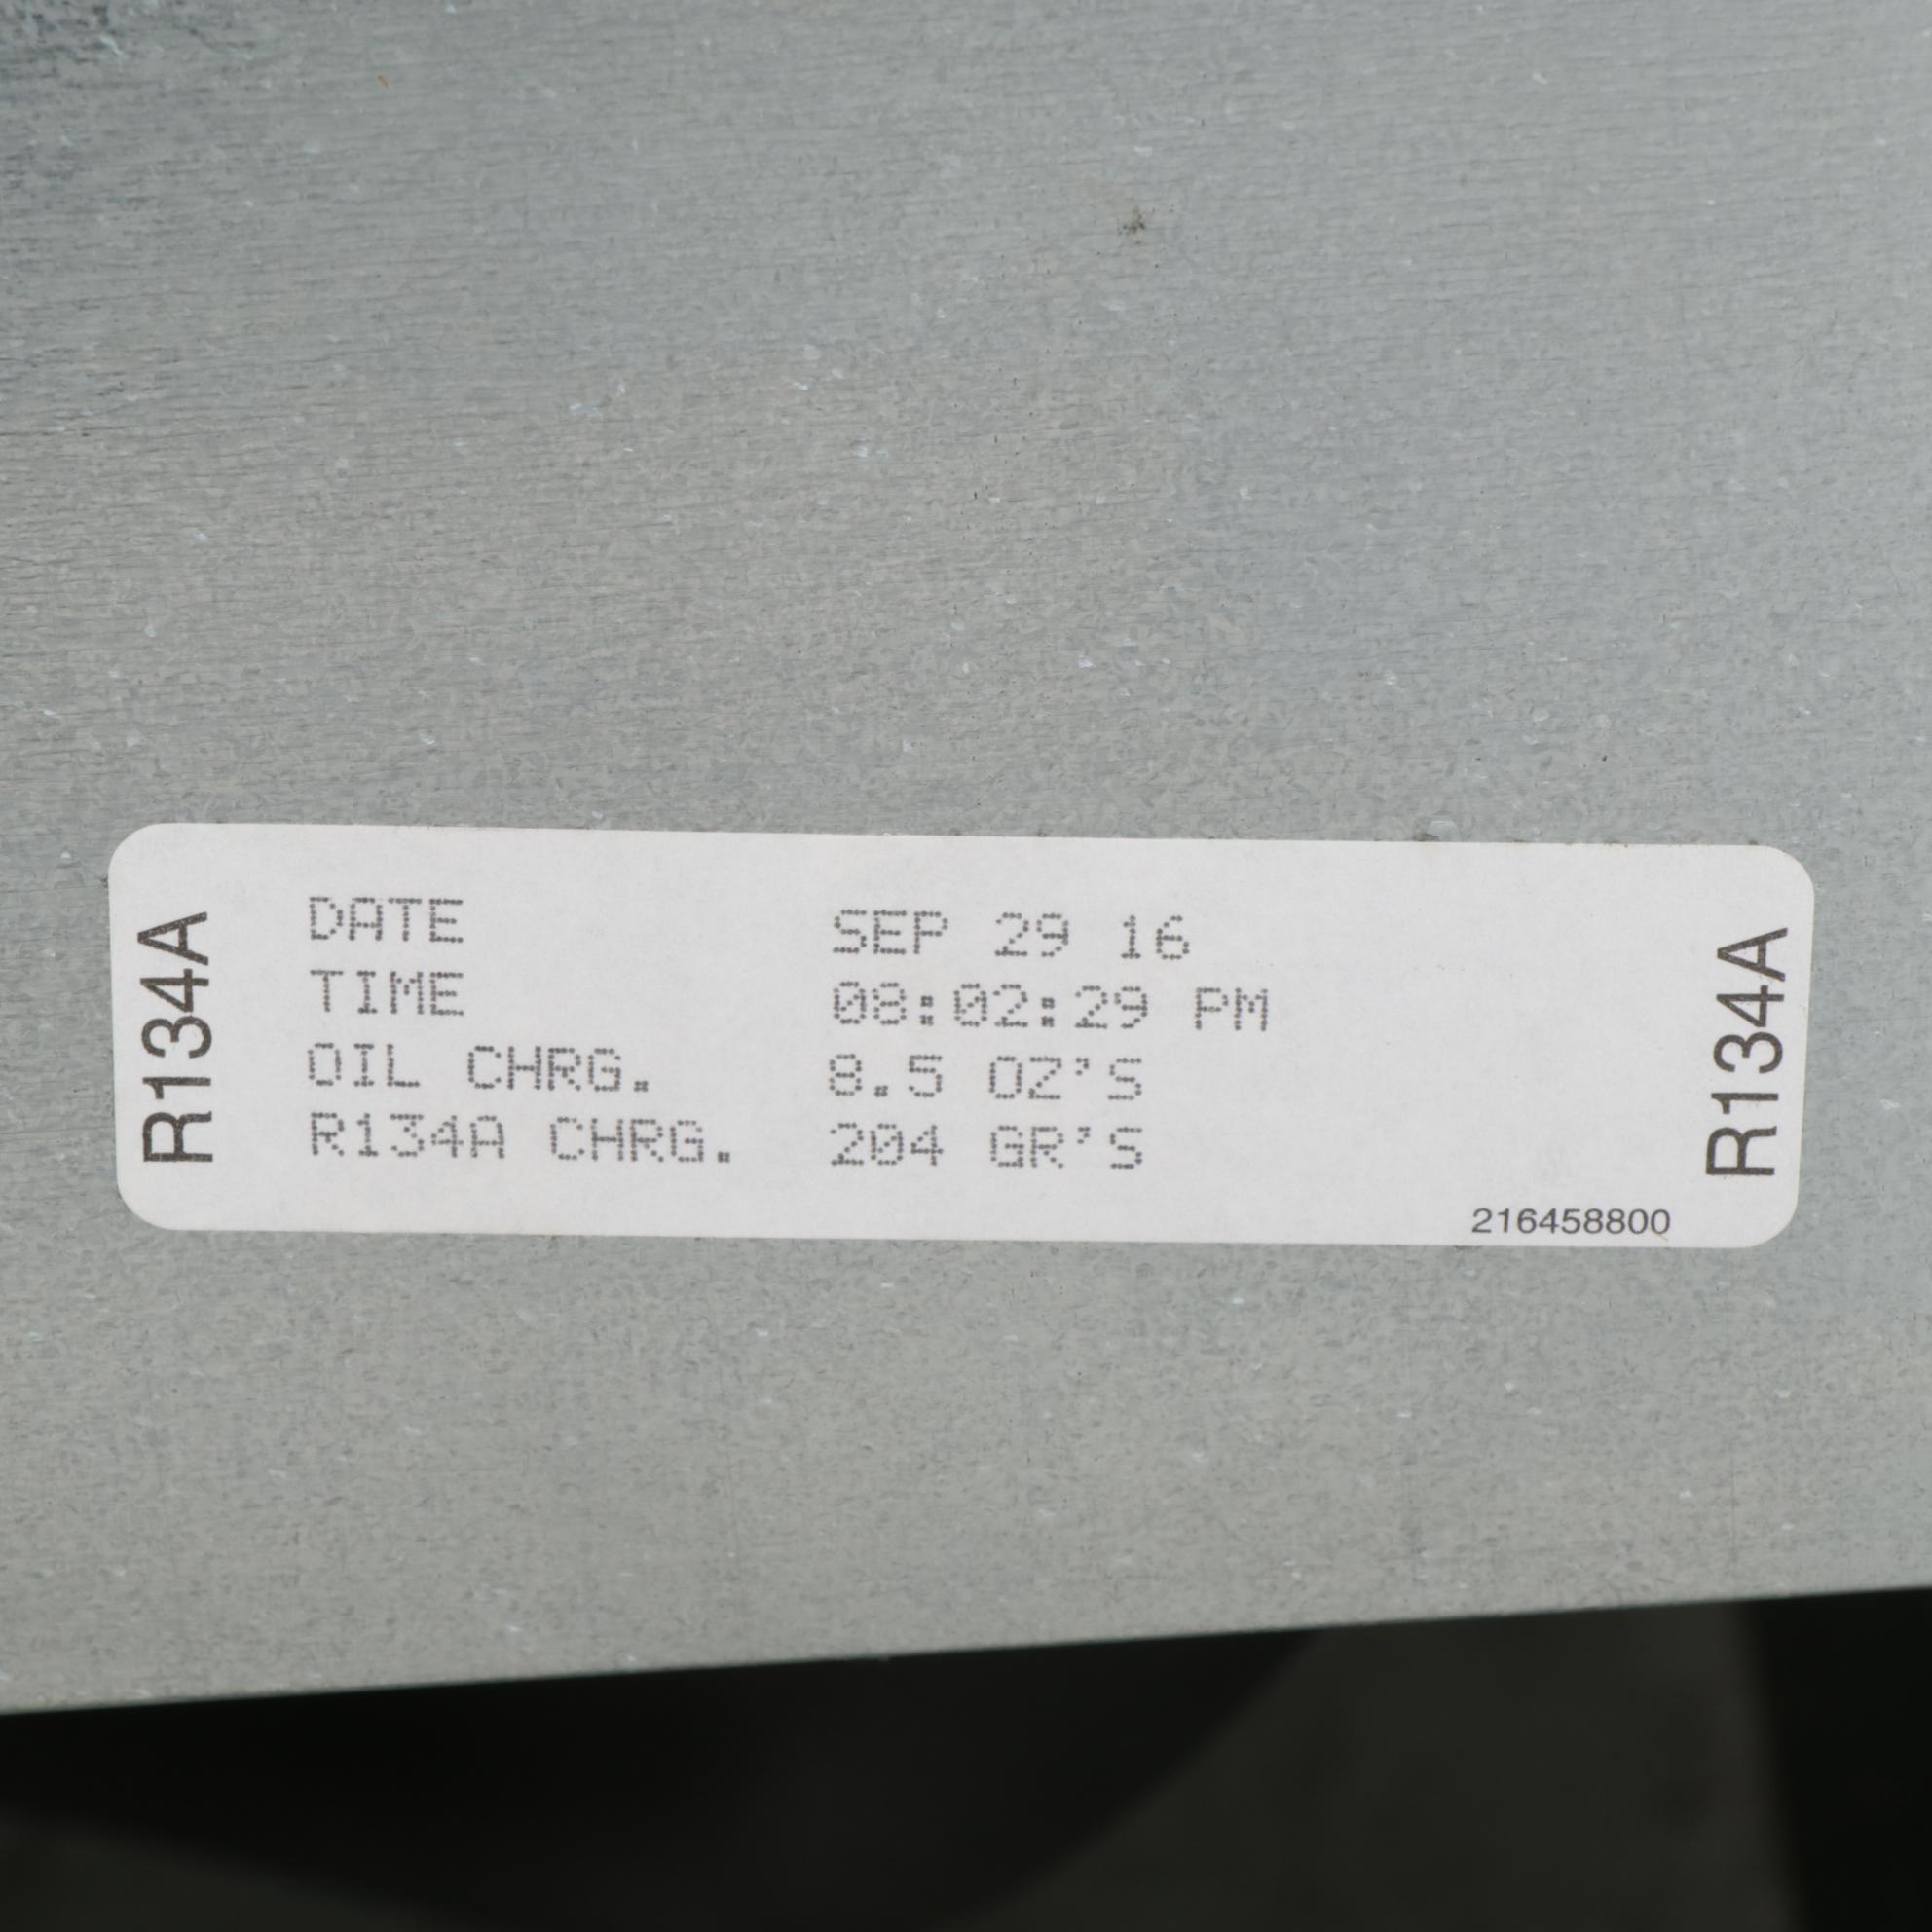 R134A
DATE SEP 29 16
TIME 08:02:29 PM
OIL CHRG. 8.5 OZ'S
R134A CHRG. 204 GR'S
216458800
R134A